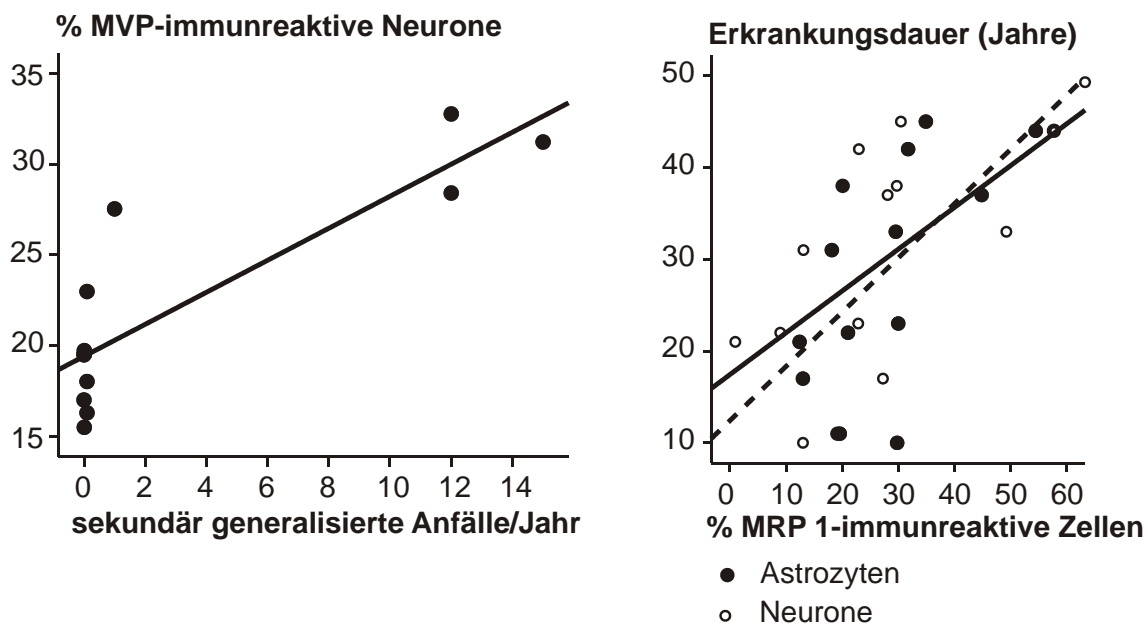 % MVP-immunreaktive Neurone
35
30
25
20
15
0 2 4 6 8 10 12 14
sekundär generalisierte Anfälle/Jahr
Erkrankungsdauer (Jahre)
50
40
30
20
10
0 10 20 30 40 50 60
% MRP 1-immunreaktive Zellen
Astrozyten
Neurone